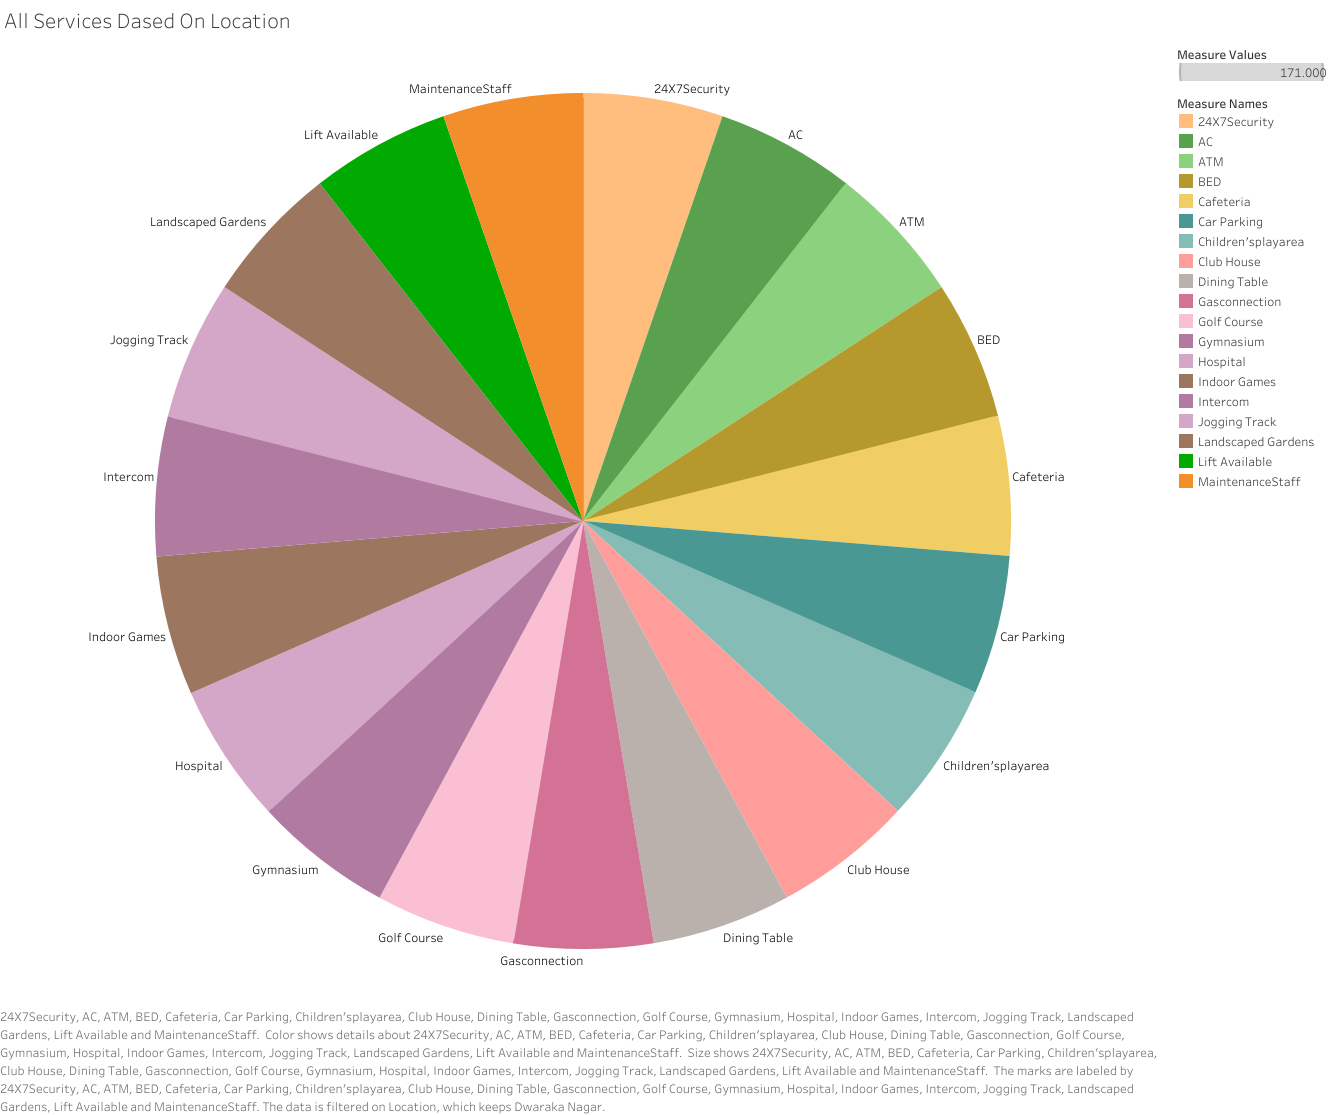 All Services Dased On Location
Measure Values
171.000
Measure Names
24X7Security
AC
ATM
BED
Cafeteria
Car Parking
Children'splayarea
Club House
Dining Table
Gasconnection
Golf Course
Gymnasium
Hospital
Indoor Games
Intercom
Jogging Track
Landscaped Gardens
Lift Available
MaintenanceStaff
24X7Security
AC
ATM
BED
Cafeteria
Car Parking
Children'splayarea
Club House
Dining Table
Gasconnection
Golf Course
Gymnasium
Hospital
Indoor Games
Intercom
Jogging Track
Landscaped Gardens
Lift Available
MaintenanceStaff
24X7Security, AC, ATM, BED, Cafeteria, Car Parking, Children'splayarea, Club House, Dining Table, Gasconnection, Golf Course, Gymnasium, Hospital, Indoor Games, Intercom, Jogging Track, Landscaped
Gardens, Lift Available and MaintenanceStaff.  Color shows details about 24X7Security, AC, ATM, BED, Cafeteria, Car Parking, Children'splayarea, Club House, Dining Table, Gasconnection, Golf Course,
Gymnasium, Hospital, Indoor Games, Intercom, Jogging Track, Landscaped Gardens, Lift Available and MaintenanceStaff.  Size shows 24X7Security, AC, ATM, BED, Cafeteria, Car Parking, Children'splayarea,
Club House, Dining Table, Gasconnection, Golf Course, Gymnasium, Hospital, Indoor Games, Intercom, Jogging Track, Landscaped Gardens, Lift Available and MaintenanceStaff.  The marks are labeled by
24X7Security, AC, ATM, BED, Cafeteria, Car Parking, Children'splayarea, Club House, Dining Table, Gasconnection, Golf Course, Gymnasium, Hospital, Indoor Games, Intercom, Jogging Track, Landscaped
Gardens, Lift Available and MaintenanceStaff. The data is filtered on Location, which keeps Dwaraka Nagar.